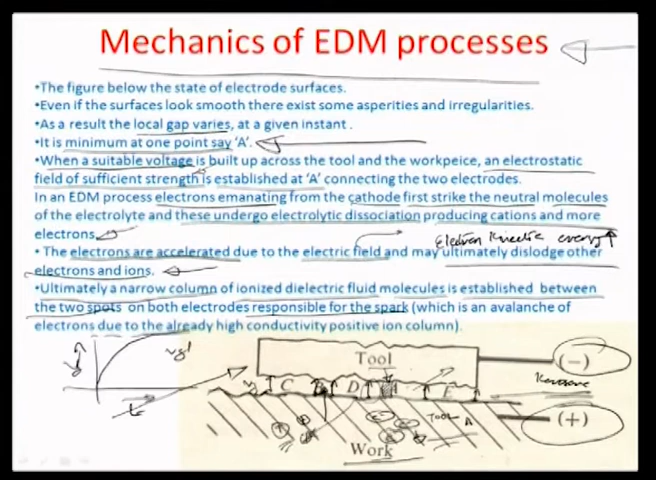 Mechanics of EDM processes
•The figure below the state of electrode surfaces.
•Even if the surfaces look smooth there exist some asperities and irregularities.
•As a result the local gap varies, at a given instant .
•It is minimum at one point say 'A'.
•When a suitable voltage is built up across the tool and the workpeice, an electrostatic
field of sufficient strength is established at 'A' connecting the two electrodes.
In an EDM process electrons emanating from the cathode first strike the neutral molecules
of the electrolyte and these undergo electrolytic dissociation producing cations and more
electrons.
Electron Kinetic energy
• The electrons are accelerated due to the electric field and may ultimately dislodge other
electrons and ions.
•Ultimately a narrow column of ionized dielectric fluid molecules is established between
the two spots on both electrodes responsible for the spark (which is an avalanche of
electrons due to the already high conductivity positive ion column).
Tool
(−)
C B D A E
Kerosene
(+)
Tool A
Work